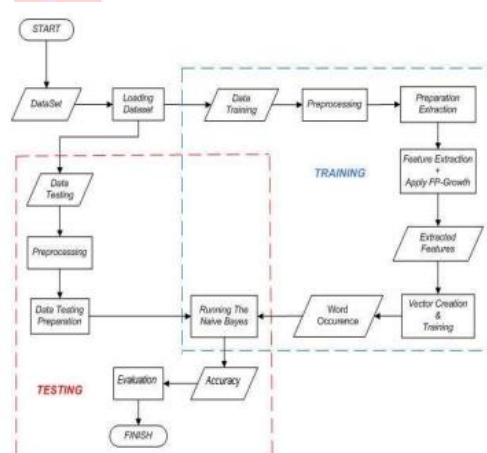 START
DataSet
Loading
Dataset
Data
Training
Preprocessing
Preparation
Extraction
TRAINING
Feature Extraction
+
Apply FP-Growth
Extracted
Features
Vector Creation
&
Training
Word
Occurence
Data
Testing
Preprocessing
Data Testing
Preparation
Running The
Naive Bayes
TESTING
Evaluation
Accuracy
FINISH